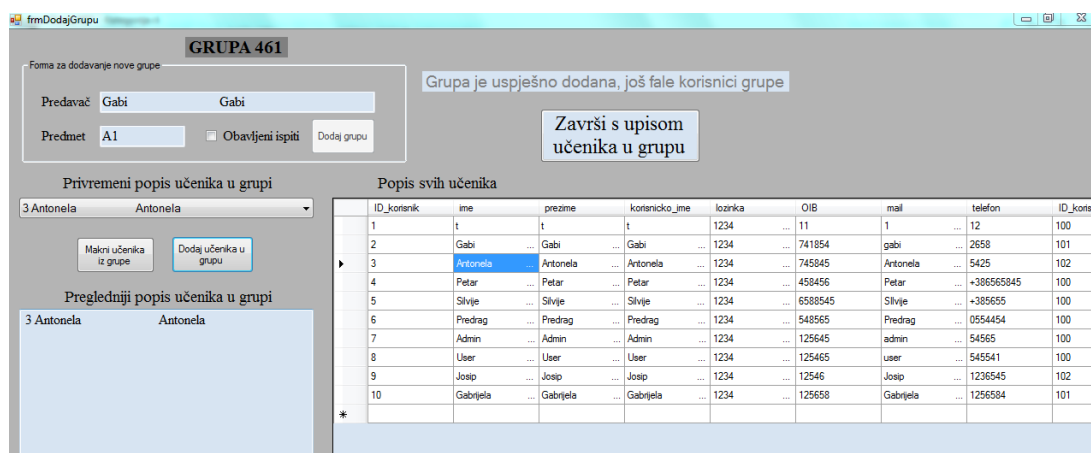 frmDodajGrupu
GRUPA 461
Forma za dodavanje nove grupe
Predavač Gabi Gabi
Predmet A1 Obavljeni ispiti Dodaj grupu
Grupa je uspješno dodana, još fale korisnici grupe
Završi s upisom
učenika u grupu
Privremeni popis učenika u grupi
3 Antonela Antonela
Makni učenika
iz grupe
Dodaj učenika u
grupu
Pregledniji popis učenika u grupi
3 Antonela Antonela
Popis svih učenika
ID_korisnik ime prezime korisnicko_ime lozinka OIB mail telefon ID_koris
1 t t t 1234 ... 11 1 ... 12 100
2 Gabi ... Gabi ... Gabi ... 1234 ... 741854 gabi ... 2658 101
3 Antonela ... Antonela ... Antonela ... 1234 ... 745845 Antonela ... 5425 102
4 Petar ... Petar ... Petar ... 1234 ... 458456 Petar ... +386565845 100
5 Silvije ... Silvije ... Silvije ... 1234 ... 6588545 SIlvije ... +385655 100
6 Predrag ... Predrag ... Predrag ... 1234 ... 548565 Predrag ... 0554454 100
7 Admin ... Admin ... Admin ... 1234 ... 125645 admin ... 54565 100
8 User ... User ... User ... 1234 ... 125465 user ... 545541 100
9 Josip ... Josip ... Josip ... 1234 ... 12546 Josip ... 1236545 102
10 Gabrijela ... Gabrijela ... Gabrijela ... 1234 ... 125658 Gabrijela ... 1256584 101